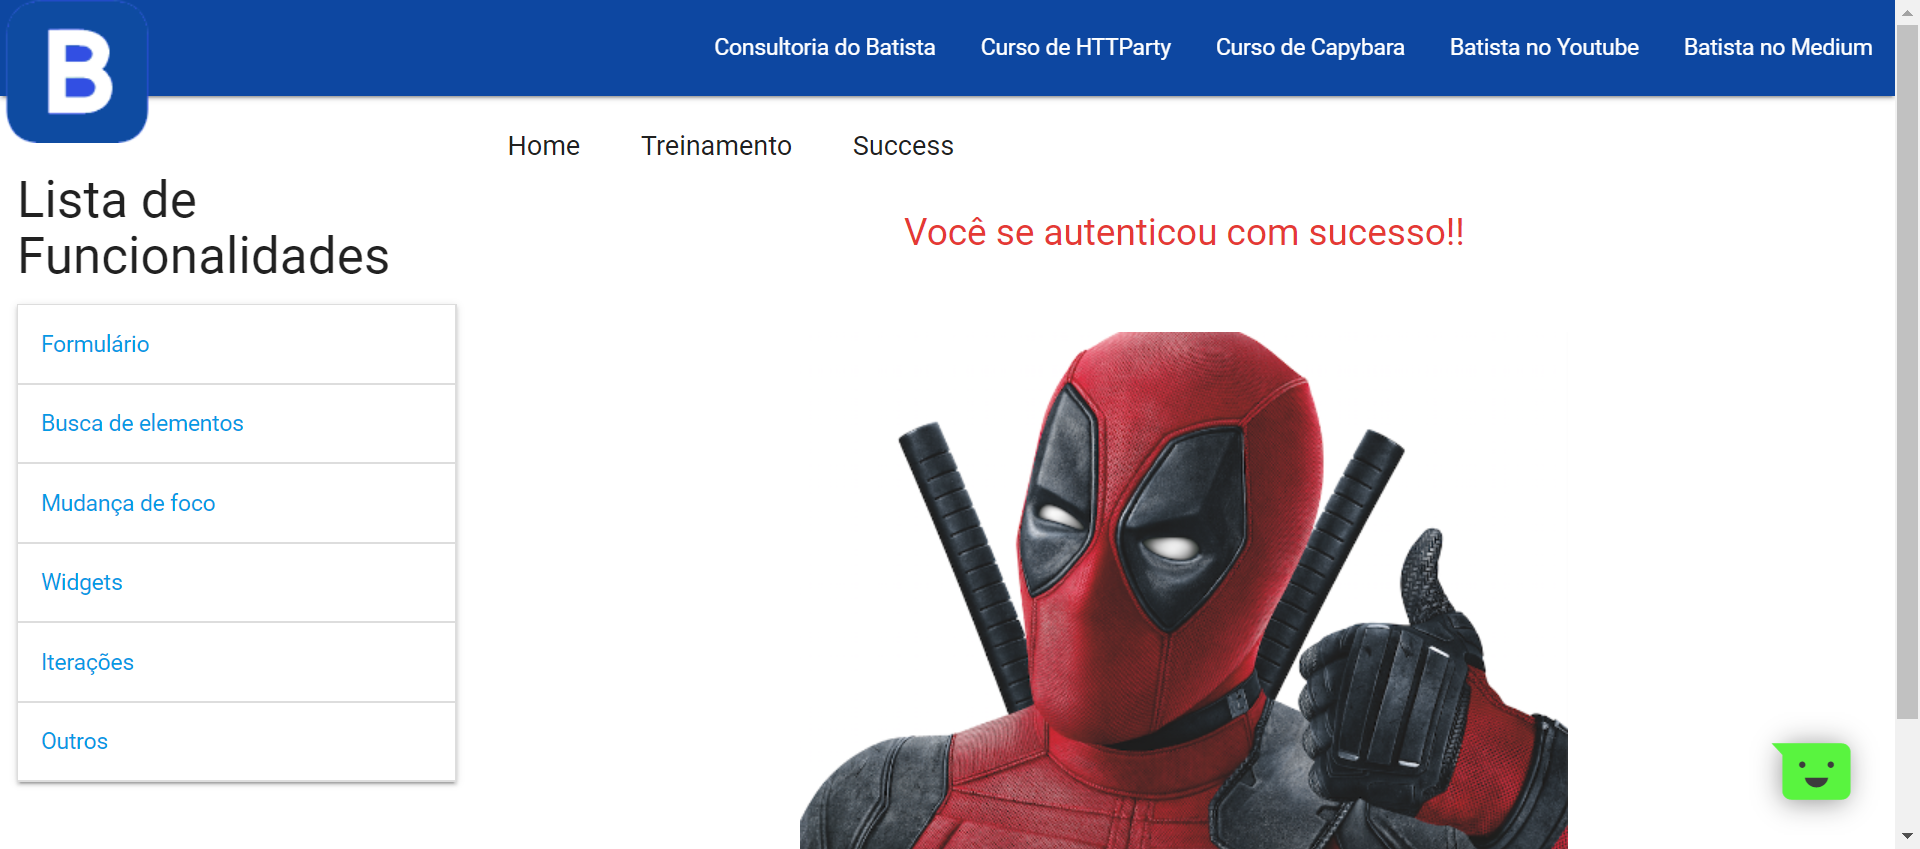 B
Consultoria do Batista Curso de HTTParty Curso de Capybara Batista no Youtube Batista no Medium
Home Treinamento Success
Lista de
Funcionalidades
Formulário
Busca de elementos
Mudança de foco
Widgets
Iterações
Outros
Você se autenticou com sucesso!!